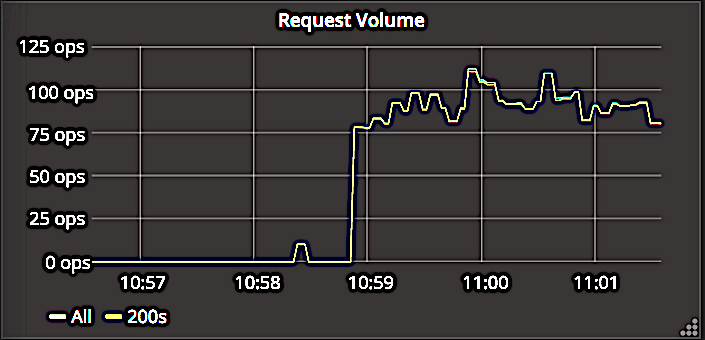 Request Volume
125 ops
100 ops
75 ops
50 ops
25 ops
0 ops
10:57 10:58 10:59 11:00 11:01
All 200s